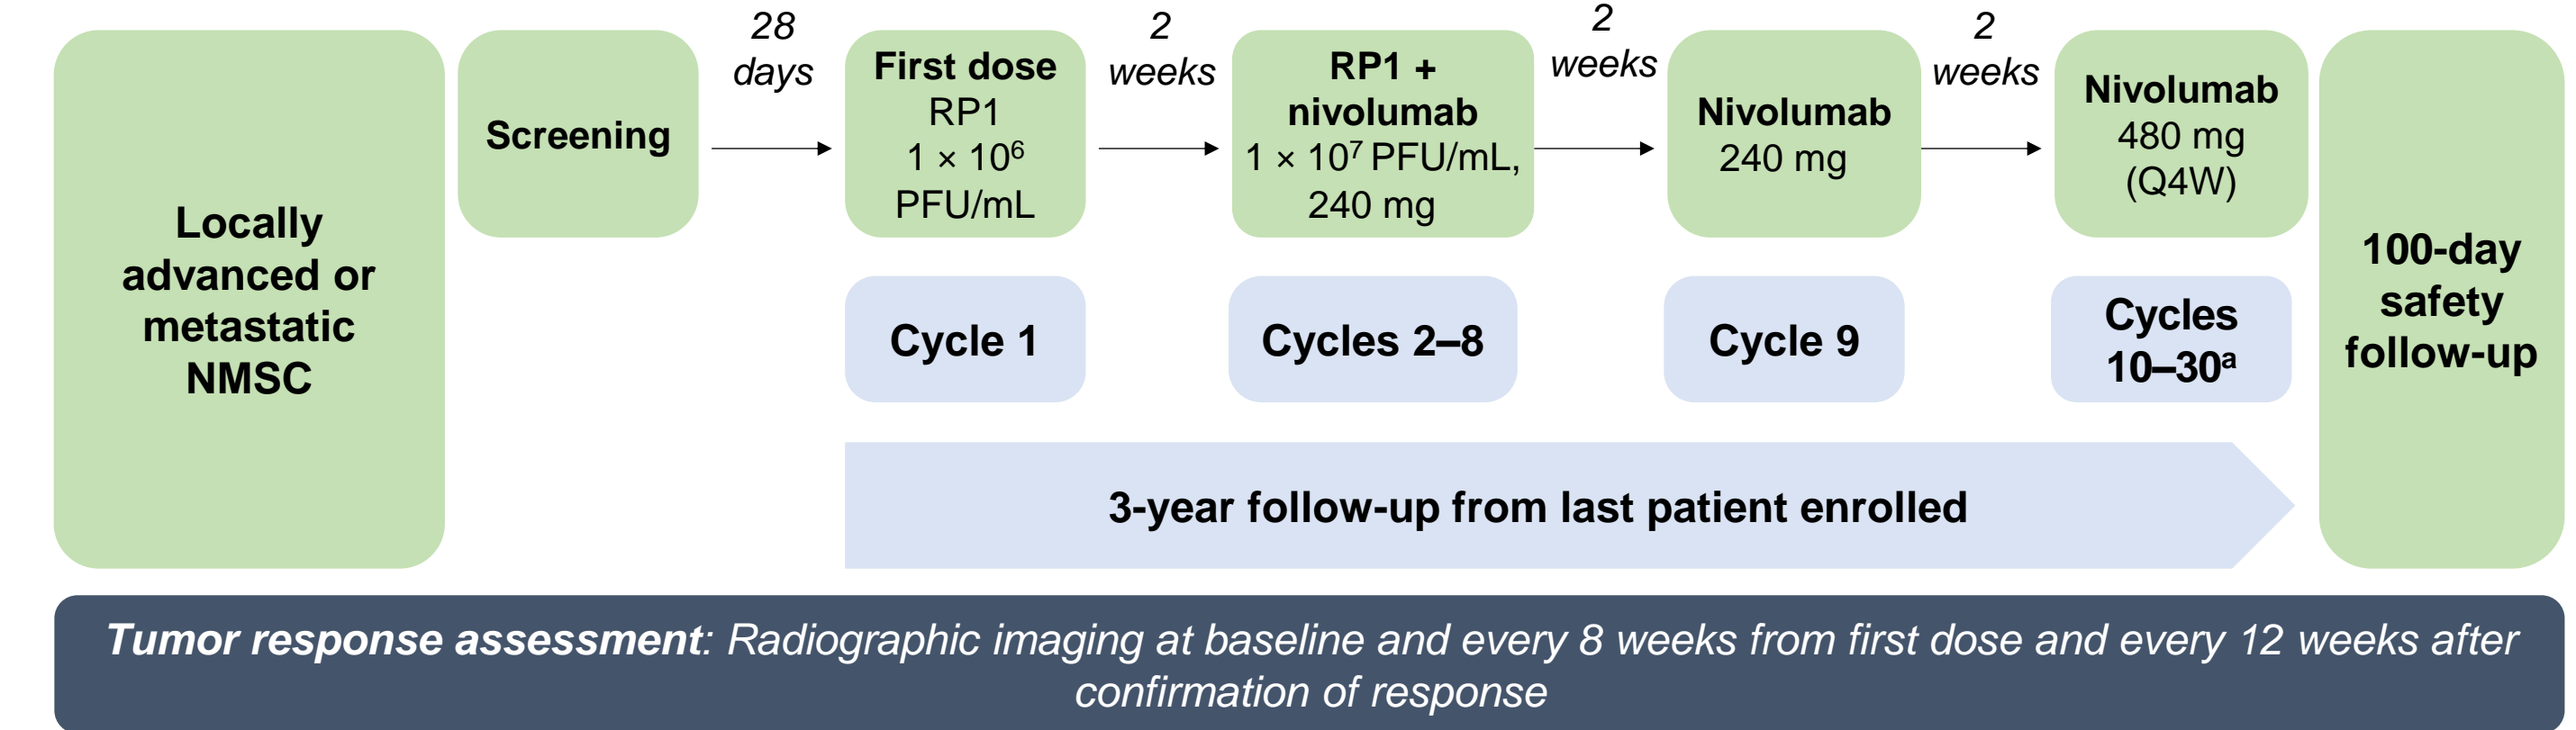 Locally
advanced or
metastatic
NMSC
Screening
28
days
First dose
RP1
1 × 10⁶
PFU/mL
2
weeks
RP1 +
nivolumab
1 × 10⁷ PFU/mL,
240 mg
2
weeks
Nivolumab
240 mg
2
weeks
Nivolumab
480 mg
(Q4W)
Cycle 1
Cycles 2–8
Cycle 9
Cycles
10–30ᵃ
3-year follow-up from last patient enrolled
100-day
safety
follow-up
Tumor response assessment: Radiographic imaging at baseline and every 8 weeks from first dose and every 12 weeks after
confirmation of response